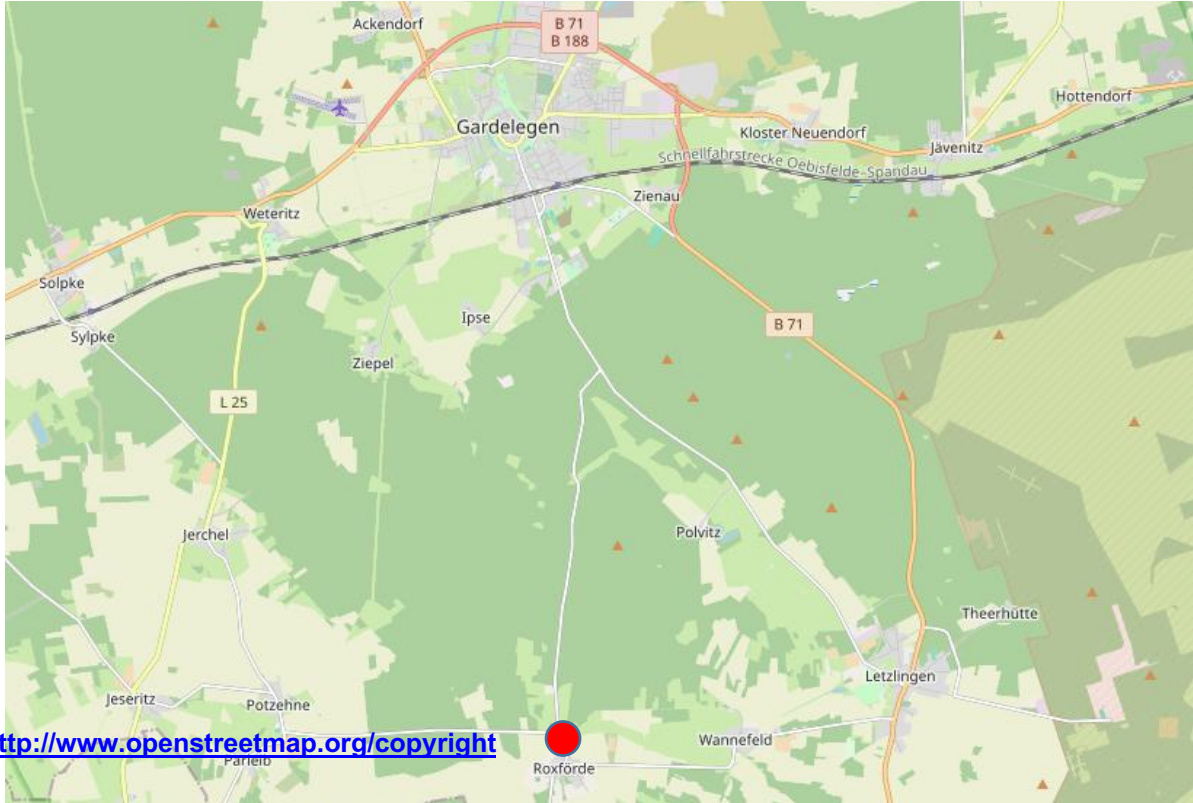 Ackendorf
B 71
B 188
Hottendorf
Gardelegen
Kloster Neuendorf
Jävenitz
Schnellfahrstrecke Oebisfelde-Spandau
Zienau
Weteritz
Solpke
Ipse
B 71
Sylpke
Ziepel
L 25
Polvitz
Jerchel
Theerhütte
Letzlingen
Jeseritz
Potzehne
ttp://www.openstreetmap.org/copyright
Wannefeld
Parleib
Roxförde